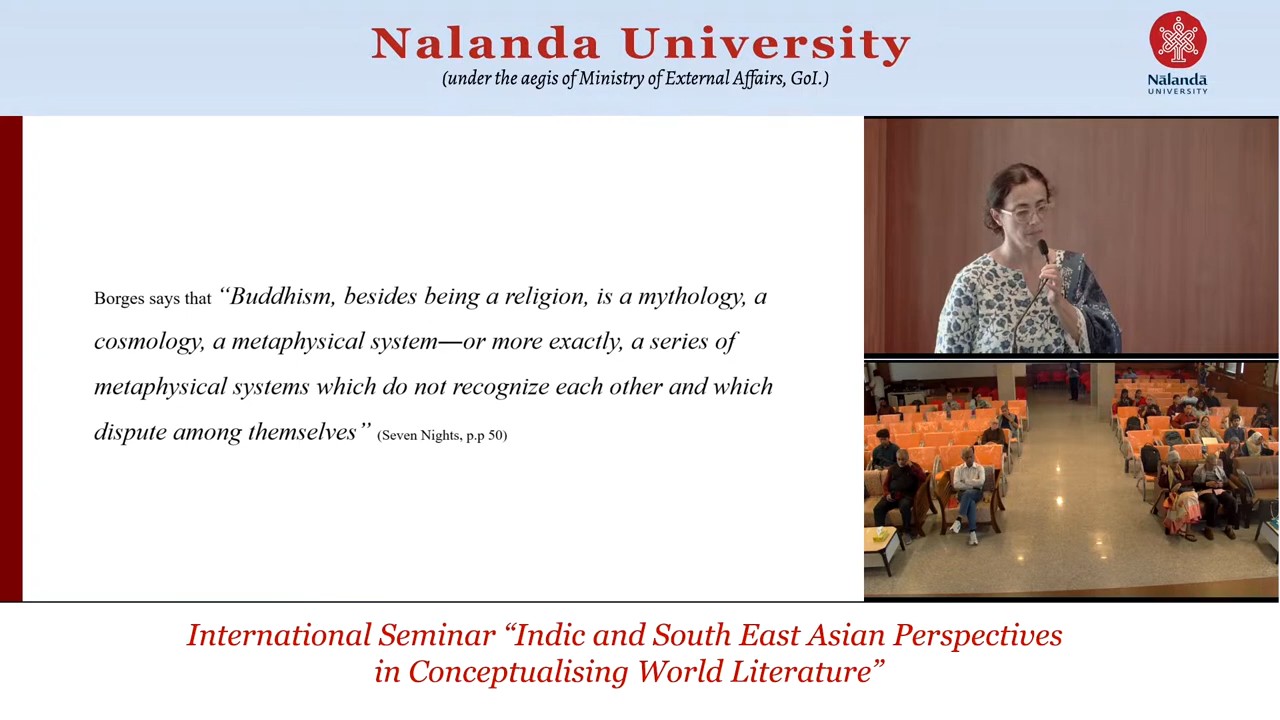 Nalanda University
(under the aegis of Ministry of External Affairs, GoI.)
Nālandā
UNIVERSITY
Borges says that “Buddhism, besides being a religion, is a mythology, a
cosmology, a metaphysical system—or more exactly, a series of
metaphysical systems which do not recognize each other and which
dispute among themselves” (Seven Nights, p.p 50)
International Seminar “Indic and South East Asian Perspectives
in Conceptualising World Literature”